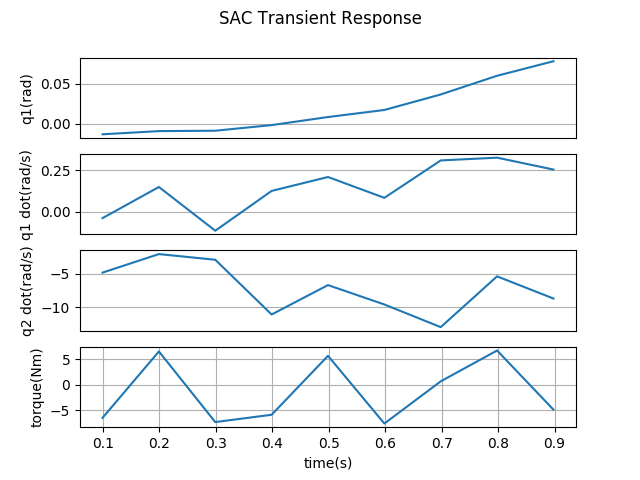 SAC Transient Response
q1(rad)
0.05
0.00
q1 dot(rad/s)
0.25
0.00
q2 dot(rad/s)
−5
−10
torque(Nm)
5
0
−5
0.1 0.2 0.3 0.4 0.5 0.6 0.7 0.8 0.9
time(s)